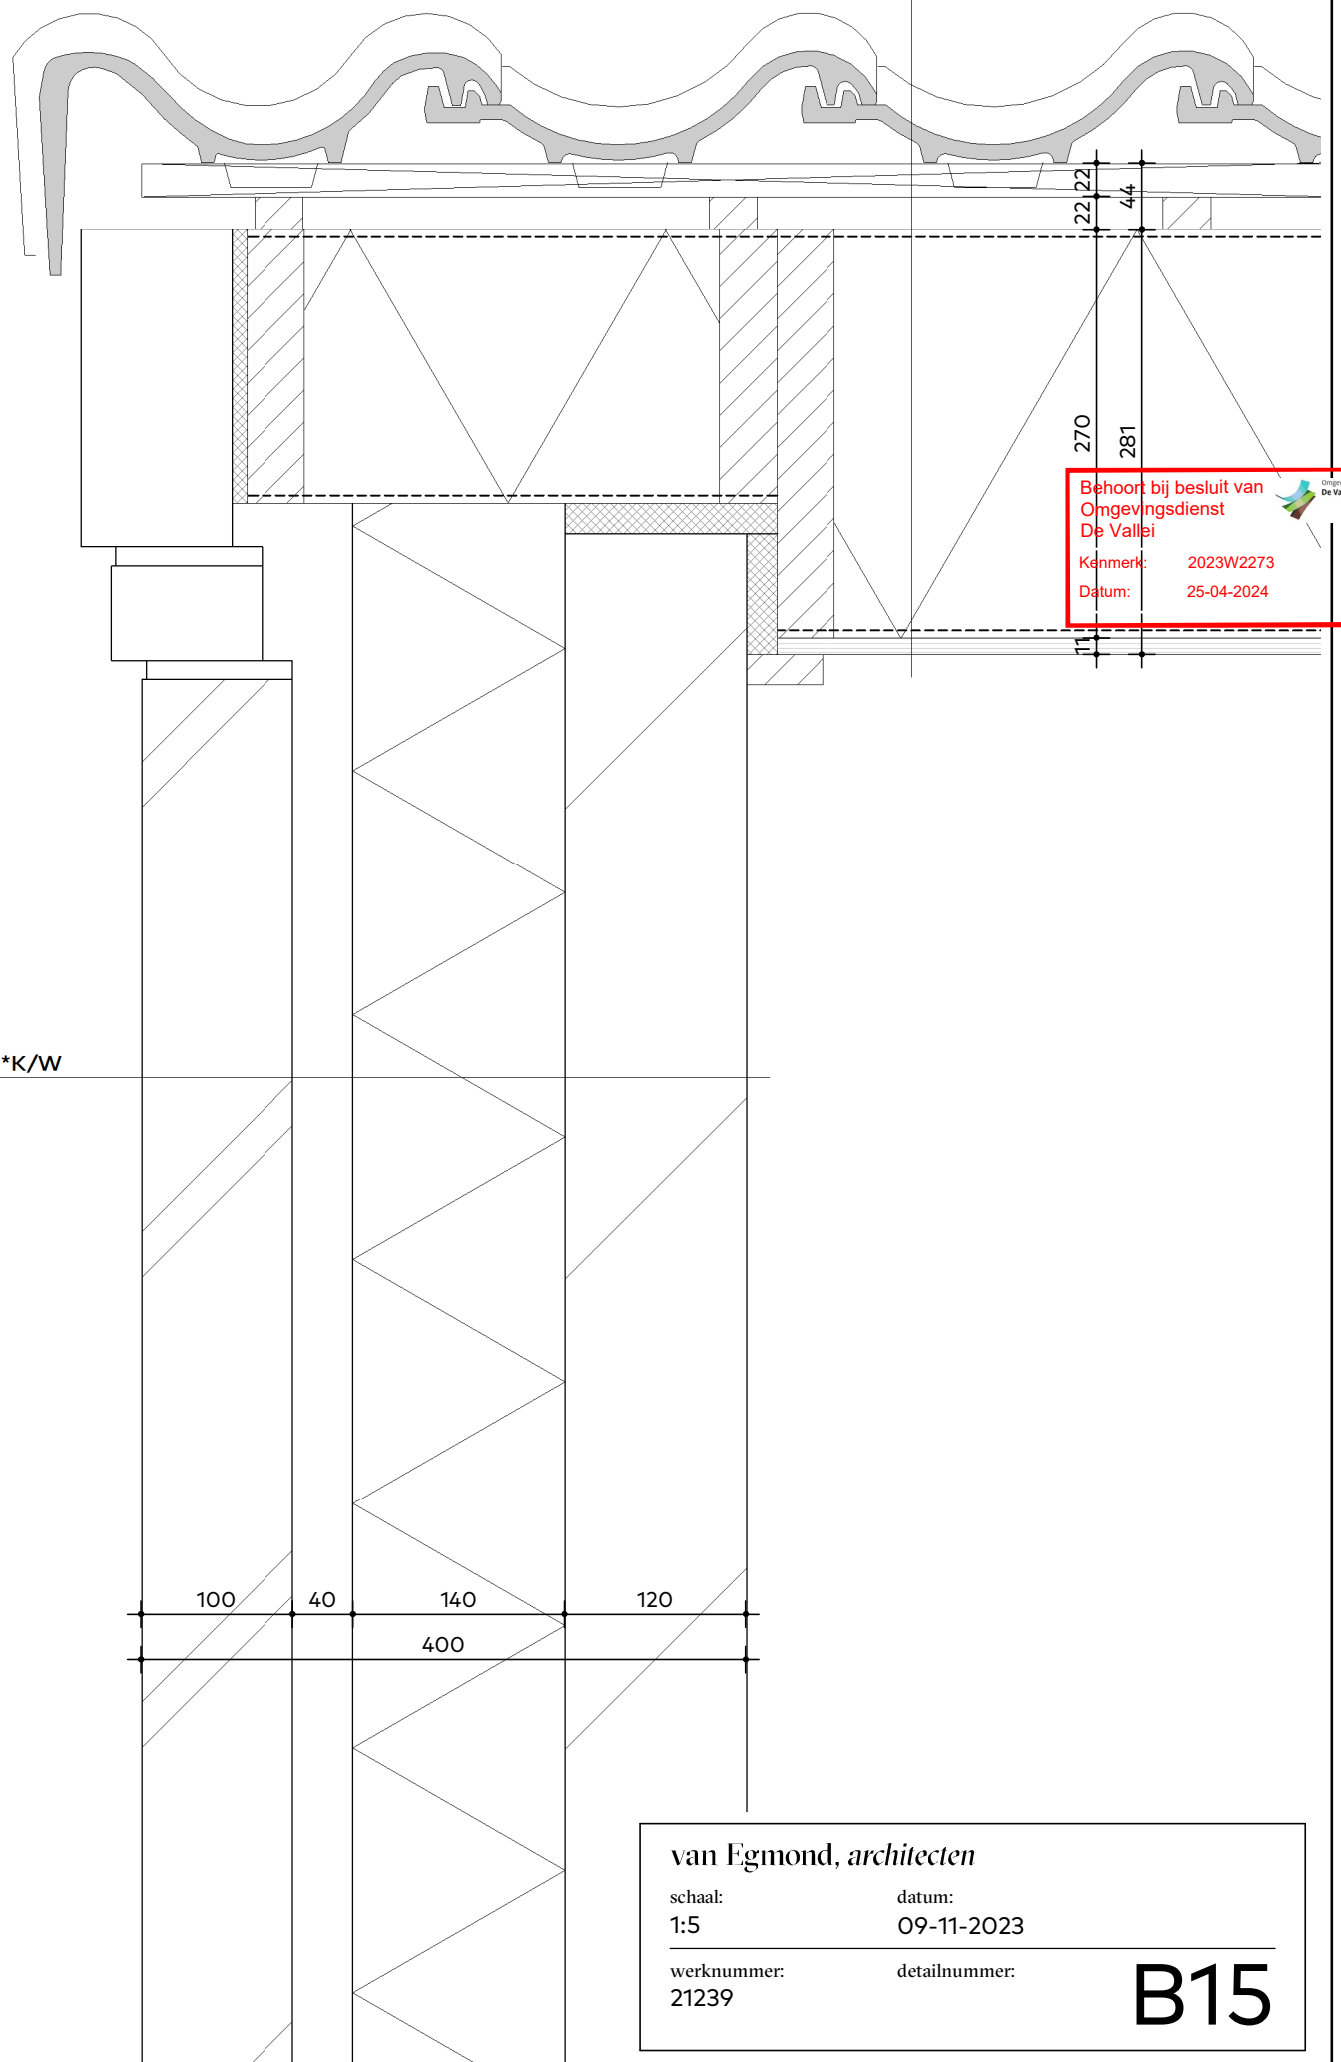 22
22
44
270
281
Behoort bij besluit van
Omgevingsdienst
De Vallei
Kenmerk: 2023W2273
Datum: 25-04-2024
11
*K/W
100 40 140 120
400
van Egmond, architecten
schaal: datum:
1:5 09-11-2023
werknummer: detailnummer:
21239
B15